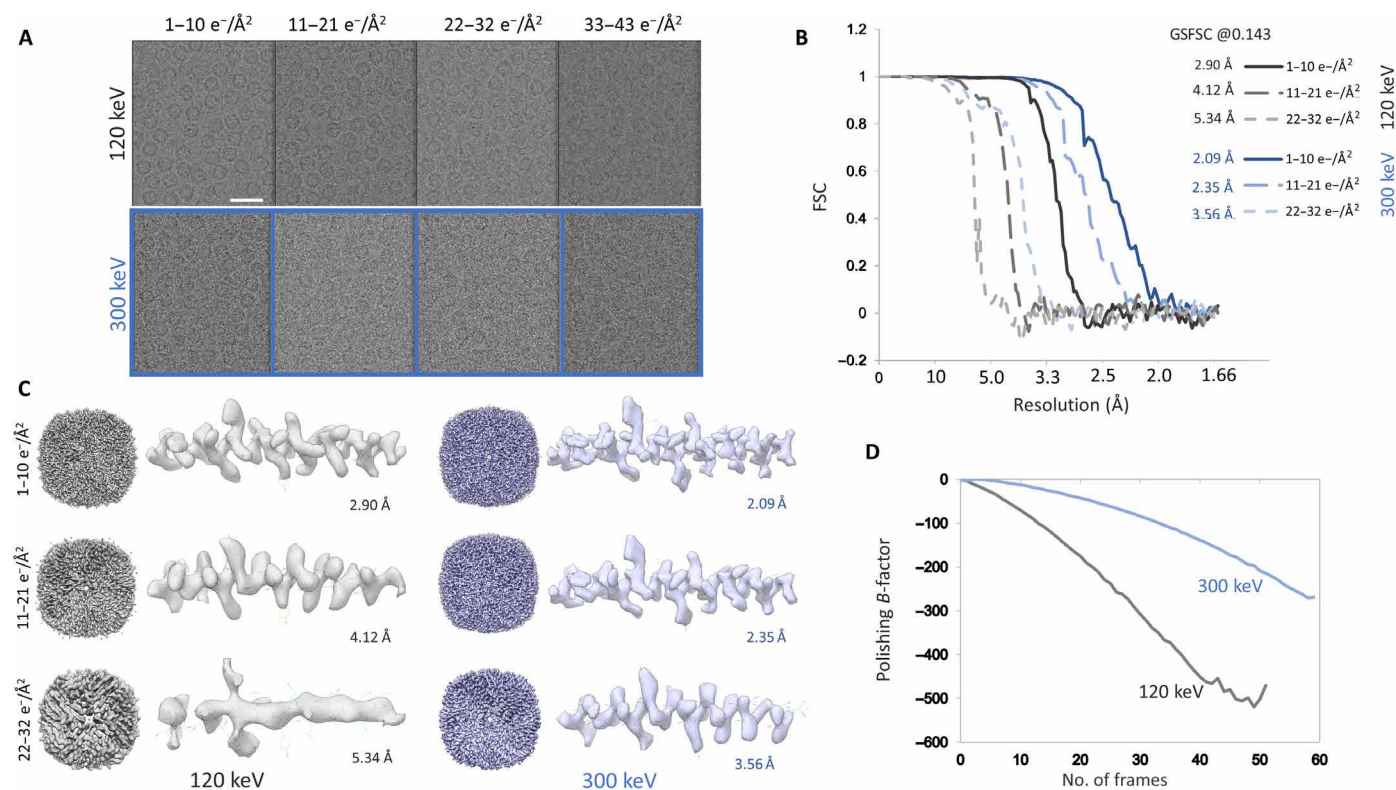 A
1–10 e⁻/Å² 11–21 e⁻/Å² 22–32 e⁻/Å² 33–43 e⁻/Å²
120 keV
300 keV
B
GSFSC @0.143
2.90 Å 1–10 e−/Å²
4.12 Å 11–21 e−/Å²
5.34 Å 22–32 e−/Å²
120 keV
2.09 Å 1–10 e−/Å²
2.35 Å 11–21 e−/Å²
3.56 Å 22–32 e−/Å²
300 keV
FSC
1.2
1
0.8
0.6
0.4
0.2
0
−0.2
0 10 5.0 3.3 2.5 2.0 1.66
Resolution (Å)
C
1–10 e⁻/Å²
2.90 Å
2.09 Å
11–21 e⁻/Å²
4.12 Å
2.35 Å
22–32 e⁻/Å²
5.34 Å
3.56 Å
120 keV
300 keV
D
Polishing B-factor
0
−100
−200
−300
−400
−500
−600
300 keV
120 keV
0 10 20 30 40 50 60
No. of frames